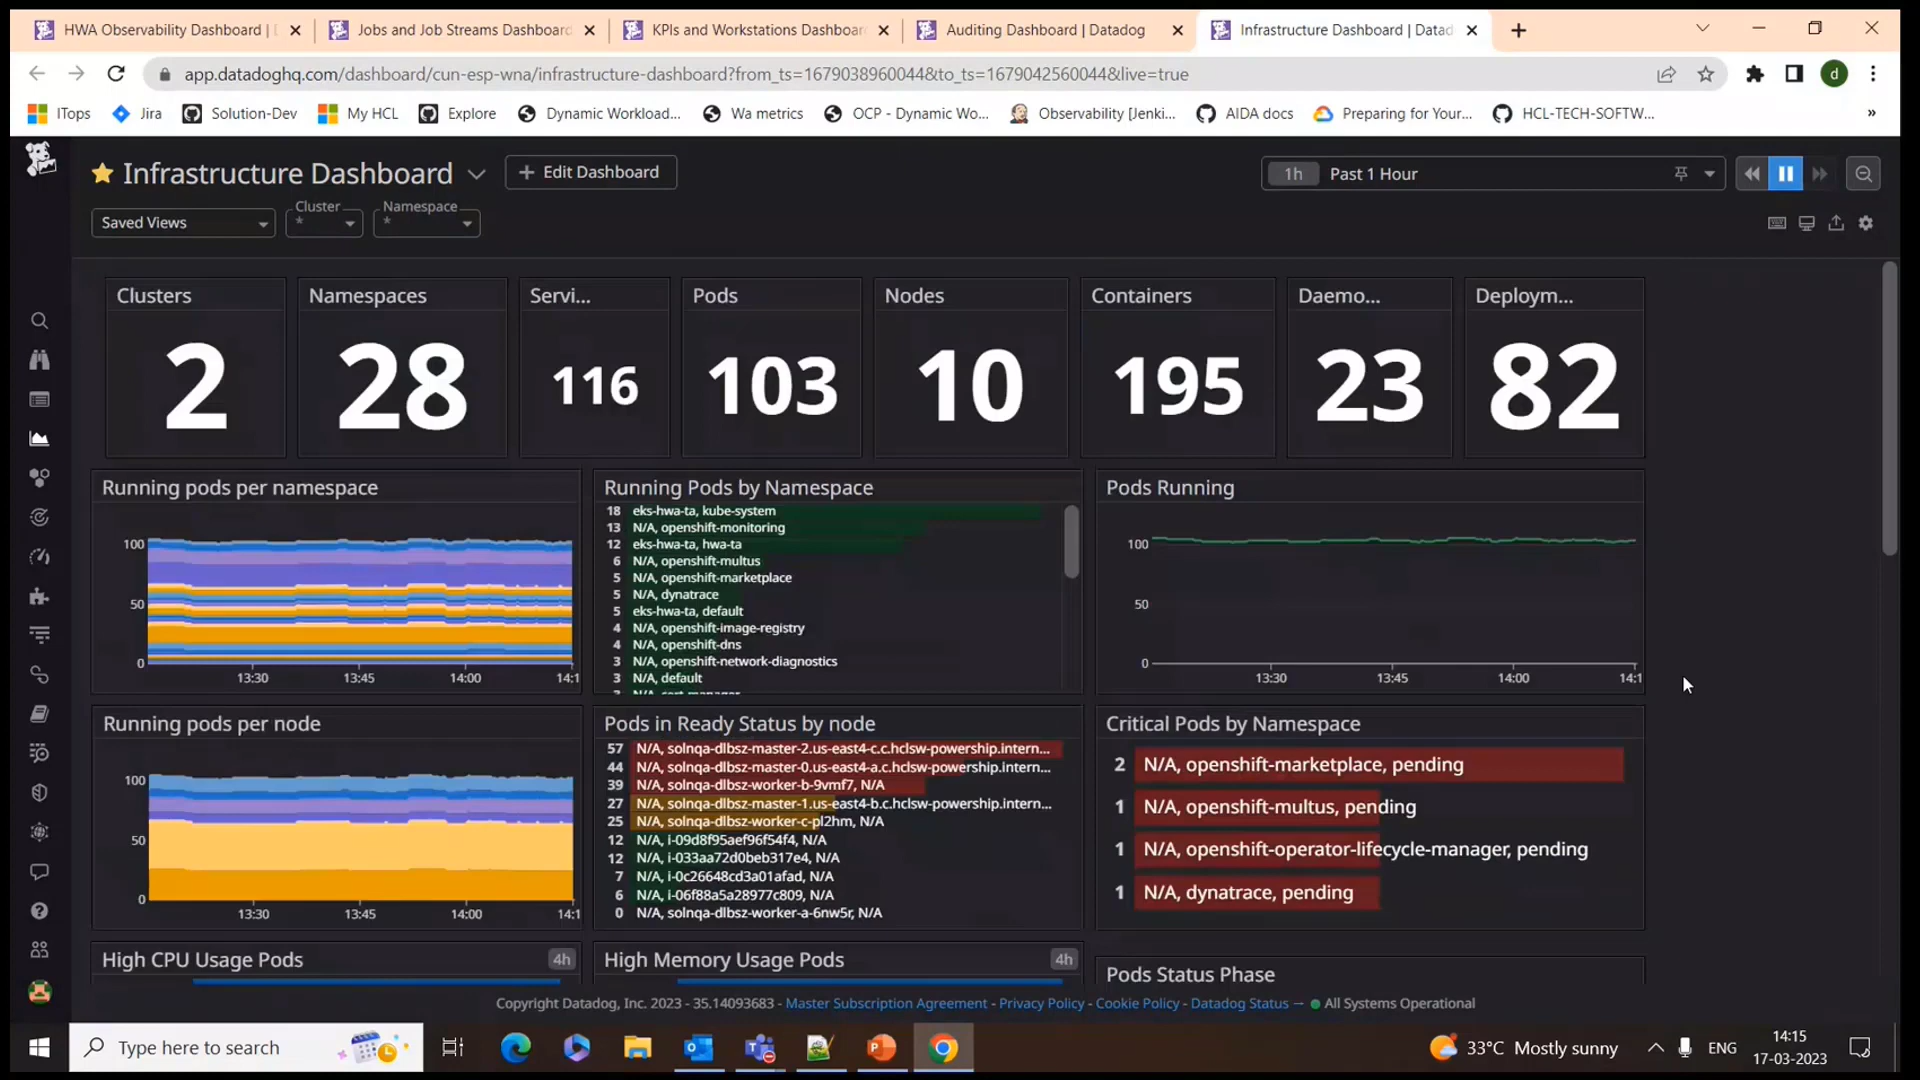 HWA Observability Dashboard | D
Jobs and Job Streams Dashboard
KPIs and Workstations Dashboar
Auditing Dashboard | Datadog
Infrastructure Dashboard | Datad
app.datadoghq.com/dashboard/cun-esp-wna/infrastructure-dashboard?from_ts=1679038960044&to_ts=1679042560044&live=true
d
ITops
Jira
Solution-Dev
My HCL
Explore
Dynamic Workload...
Wa metrics
OCP - Dynamic Wo...
Observability [Jenki...
AIDA docs
Preparing for Your...
HCL-TECH-SOFTW...
»
Infrastructure Dashboard
+ Edit Dashboard
1h Past 1 Hour
Saved Views
Cluster
*
Namespace
*
Clusters
2
Namespaces
28
Servi...
116
Pods
103
Nodes
10
Containers
195
Daemo...
23
Deploym...
82
Running pods per namespace
100
50
0
13:30 13:45 14:00 14:1
Running Pods by Namespace
18 eks-hwa-ta, kube-system
13 N/A, openshift-monitoring
12 eks-hwa-ta, hwa-ta
6 N/A, openshift-multus
5 N/A, openshift-marketplace
5 N/A, dynatrace
5 eks-hwa-ta, default
4 N/A, openshift-image-registry
4 N/A, openshift-dns
3 N/A, openshift-network-diagnostics
3 N/A, default
Pods Running
100
50
0
13:30 13:45 14:00 14:1
Running pods per node
100
50
0
13:30 13:45 14:00 14:1
Pods in Ready Status by node
57 N/A, solnqa-dlbsz-master-2.us-east4-c.c.hclsw-powership.intern...
44 N/A, solnqa-dlbsz-master-0.us-east4-a.c.hclsw-powership.intern...
39 N/A, solnqa-dlbsz-worker-b-9vmf7, N/A
27 N/A, solnqa-dlbsz-master-1.us-east4-b.c.hclsw-powership.intern...
25 N/A, solnqa-dlbsz-worker-c-pl2hm, N/A
12 N/A, i-09d8f95aef96f54f4, N/A
12 N/A, i-033aa72d0beb317e4, N/A
7 N/A, i-0c26648cd3a01afad, N/A
6 N/A, i-06f88a5a28977c809, N/A
0 N/A, solnqa-dlbsz-worker-a-6nw5r, N/A
Critical Pods by Namespace
2 N/A, openshift-marketplace, pending
1 N/A, openshift-multus, pending
1 N/A, openshift-operator-lifecycle-manager, pending
1 N/A, dynatrace, pending
High CPU Usage Pods 4h
High Memory Usage Pods 4h
Pods Status Phase
Copyright Datadog, Inc. 2023 - 35.14093683 - Master Subscription Agreement - Privacy Policy - Cookie Policy - Datadog Status → All Systems Operational
Type here to search
33°C Mostly sunny
ENG
14:15
17-03-2023